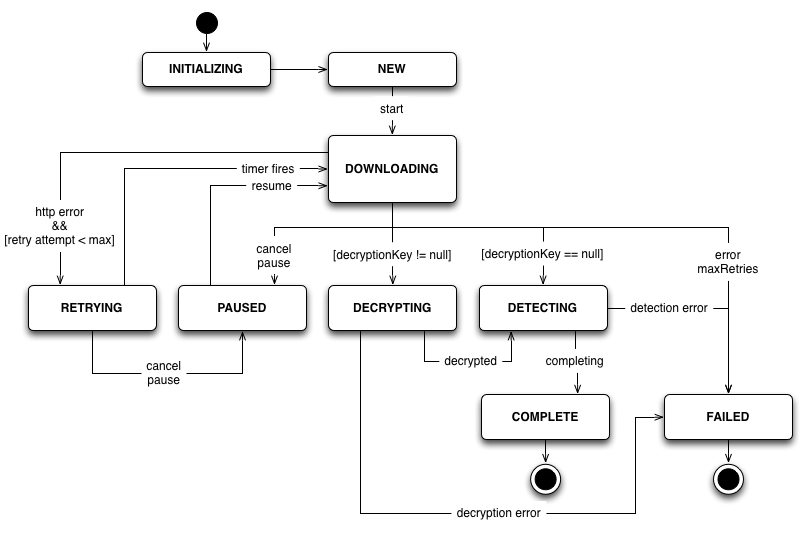 INITIALIZING
NEW
start
DOWNLOADING
timer fires
resume
http error
&&
[retry attempt < max]
cancel
pause
[decryptionKey != null]
[decryptionKey == null]
error
maxRetries
RETRYING
PAUSED
DECRYPTING
DETECTING
detection error
cancel
pause
decrypted
completing
COMPLETE
FAILED
decryption error